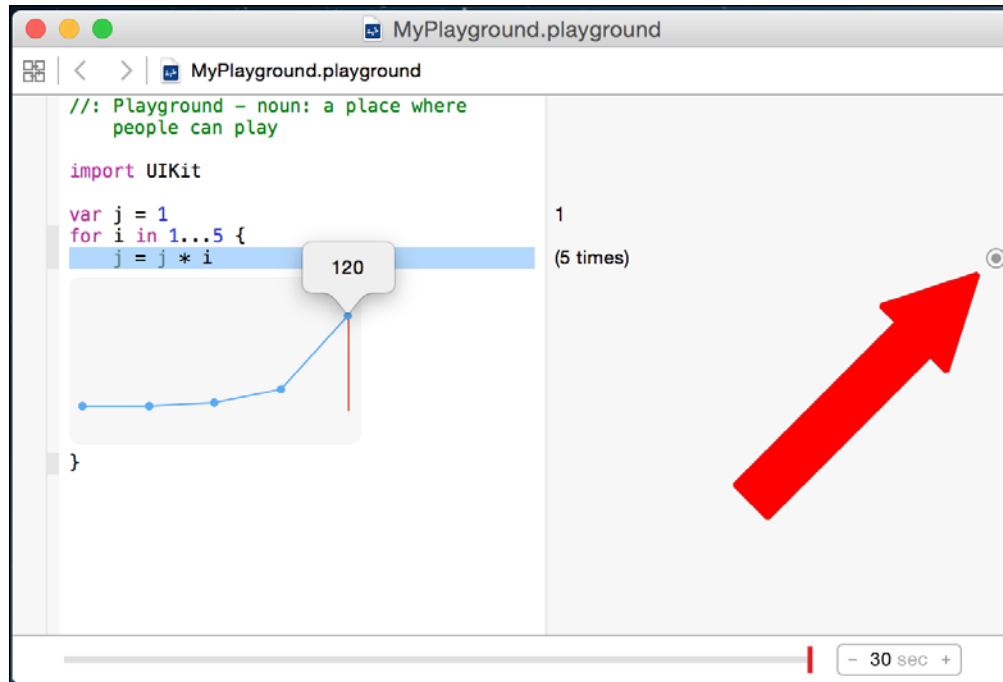 MyPlayground.playground
MyPlayground.playground
//: Playground – noun: a place where
people can play
import UIKit
var j = 1
1
for i in 1...5 {
j = j * i
(5 times)
120
}
- 30 sec +